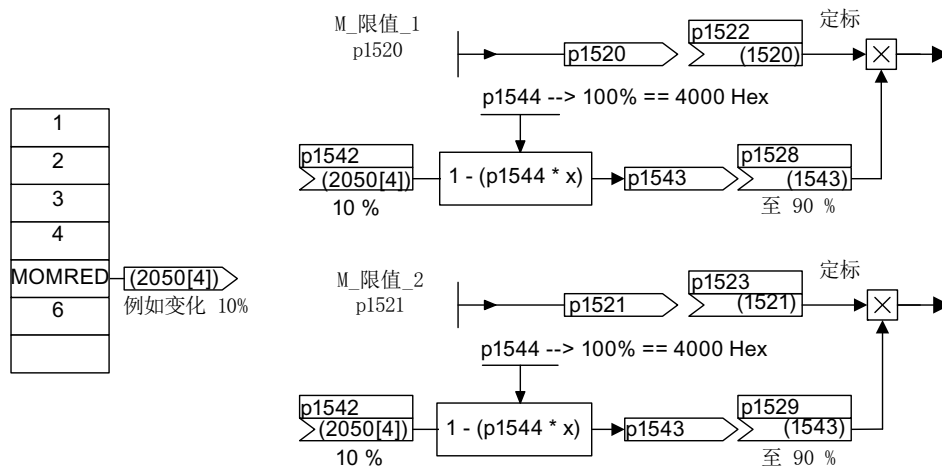 1
2
3
4
MOMRED
6
(2050[4])
例如变化 10%
M_限值_1
p1520
p1520
p1522
(1520)
定标
×
p1544 --> 100% == 4000 Hex
p1542
(2050[4])
10 %
1 - (p1544 * x)
p1543
p1528
(1543)
至 90 %
M_限值_2
p1521
p1521
p1523
(1521)
定标
×
p1544 --> 100% == 4000 Hex
p1542
(2050[4])
10 %
1 - (p1544 * x)
p1543
p1529
(1543)
至 90 %